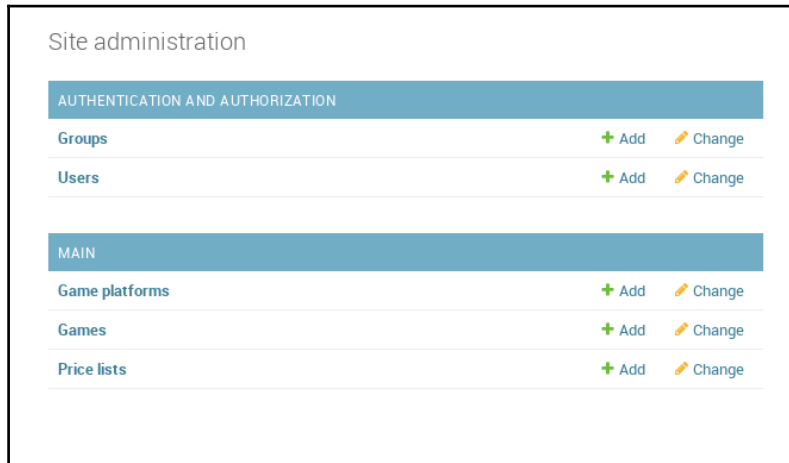 Site administration
AUTHENTICATION AND AUTHORIZATION
Groups Add Change
Users Add Change
MAIN
Game platforms Add Change
Games Add Change
Price lists Add Change